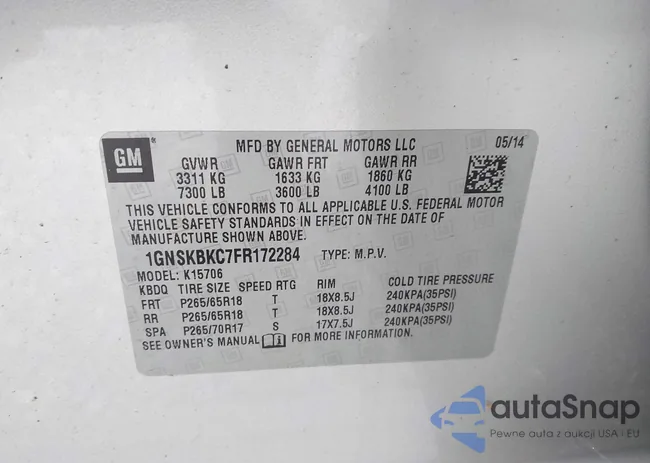 GM
MFD BY GENERAL MOTORS LLC 05/14
GVWR GAWR FRT GAWR RR
3311 KG 1633 KG 1860 KG
7300 LB 3600 LB 4100 LB
THIS VEHICLE CONFORMS TO ALL APPLICABLE U.S. FEDERAL MOTOR
VEHICLE SAFETY STANDARDS IN EFFECT ON THE DATE OF
MANUFACTURE SHOWN ABOVE.
1GNSKBKC7FR172284 TYPE: M.P.V.
MODEL: K15706
KBDQ TIRE SIZE SPEED RTG RIM COLD TIRE PRESSURE
FRT P265/65R18 T 18X8.5J 240KPA(35PSI)
RR P265/65R18 T 18X8.5J 240KPA(35PSI)
SPA P265/70R17 S 17X7.5J 240KPA(35PSI)
SEE OWNER'S MANUAL FOR MORE INFORMATION.
autaSnap
Pewne auta z aukcji USA i EU